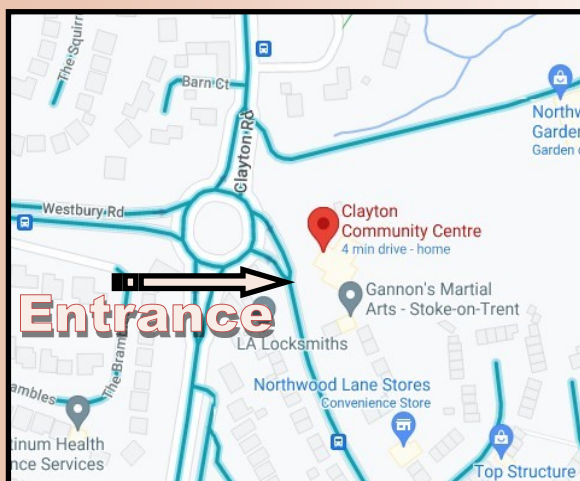 The Squirr
Barn Ct
Clayton Rd
Northw
Garden
Garden c
Westbury Rd
Clayton
Community Centre
4 min drive - home
Entrance
Gannon's Martial
Arts - Stoke-on-Trent
LA Locksmiths
The Bramb
ambles
Northwood Lane Stores
Convenience Store
tinum Health
nce Services
Top Structure